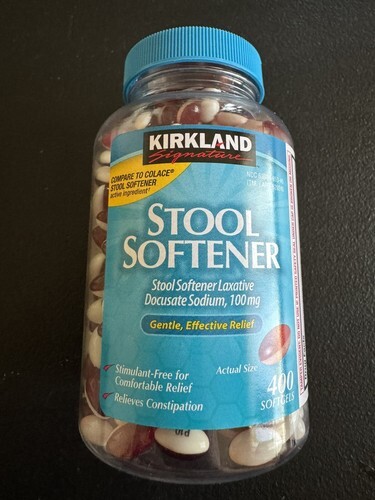 KIRKLAND
Signature
COMPARE TO COLACE®
STOOL SOFTENER
active ingredient†
STOOL
SOFTENER
Stool Softener Laxative
Docusate Sodium, 100 mg
Gentle, Effective Relief
Stimulant-Free for
Comfortable Relief
Relieves Constipation
Actual Size
400
SOFTGELS
P10